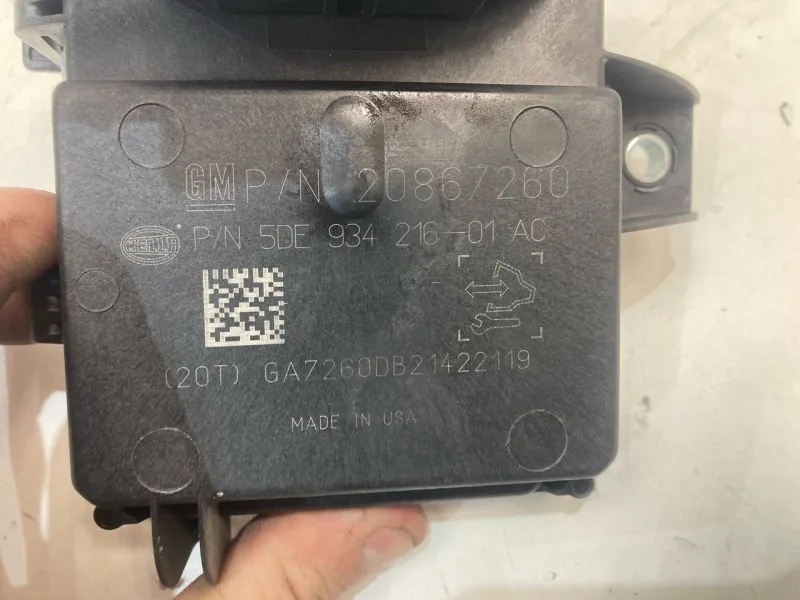 GM P/N 20867260
HELLA P/N 5DE 934 216-01 AC
(20T) GA7260DB21422119
MADE IN USA